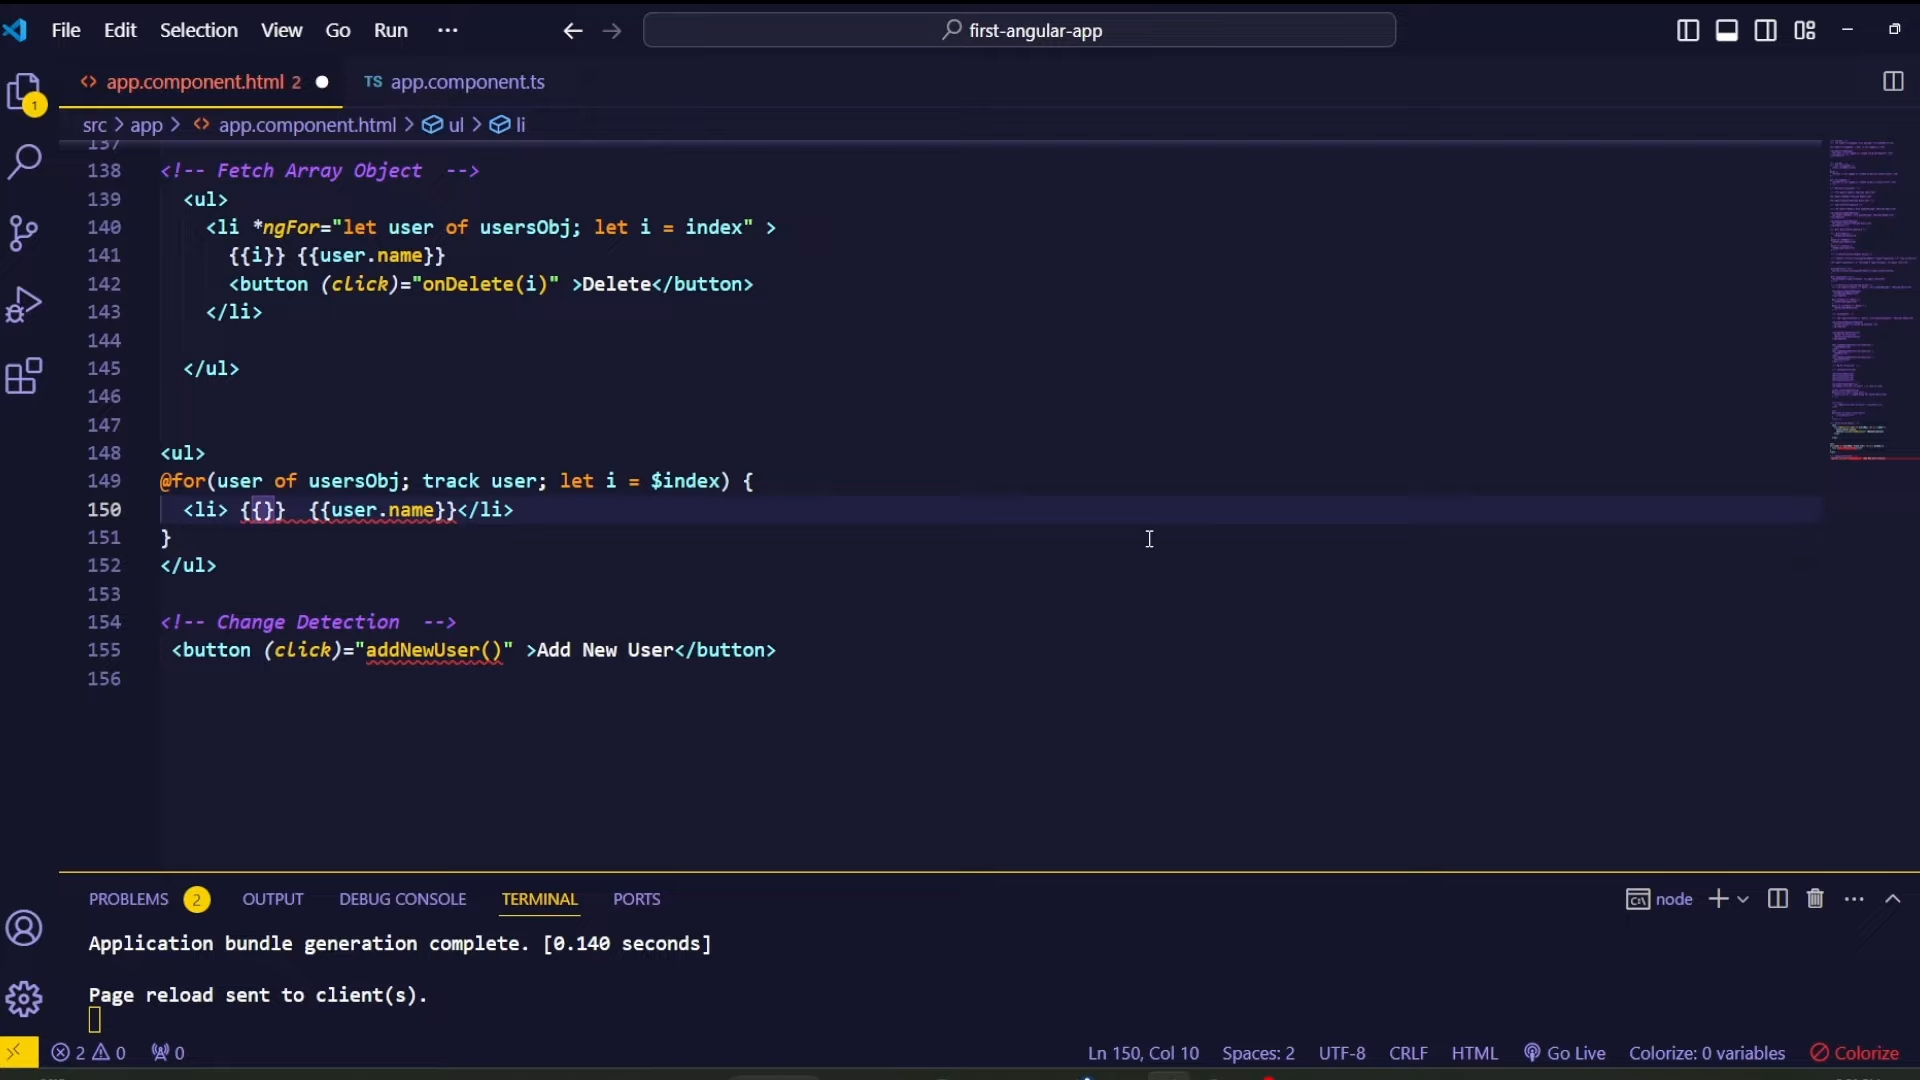 File Edit Selection View Go Run ··· first-angular-app
1
<> app.component.html 2 TS app.component.ts
src > app > <> app.component.html > ul > li
137
138 <!-- Fetch Array Object -->
139 <ul>
140 <li *ngFor="let user of usersObj; let i = index" >
141 {{i}} {{user.name}}
142 <button (click)="onDelete(i)" >Delete</button>
143 </li>
144
145 </ul>
146
147
148 <ul>
149 @for(user of usersObj; track user; let i = $index) {
150 <li> {{}} {{user.name}}</li>
151 }
152 </ul>
153
154 <!-- Change Detection -->
155 <button (click)="addNewUser()" >Add New User</button>
156
PROBLEMS 2 OUTPUT DEBUG CONSOLE TERMINAL PORTS node
Application bundle generation complete. [0.140 seconds]
Page reload sent to client(s).
2 0 0 Ln 150, Col 10 Spaces: 2 UTF-8 CRLF HTML Go Live Colorize: 0 variables Colorize